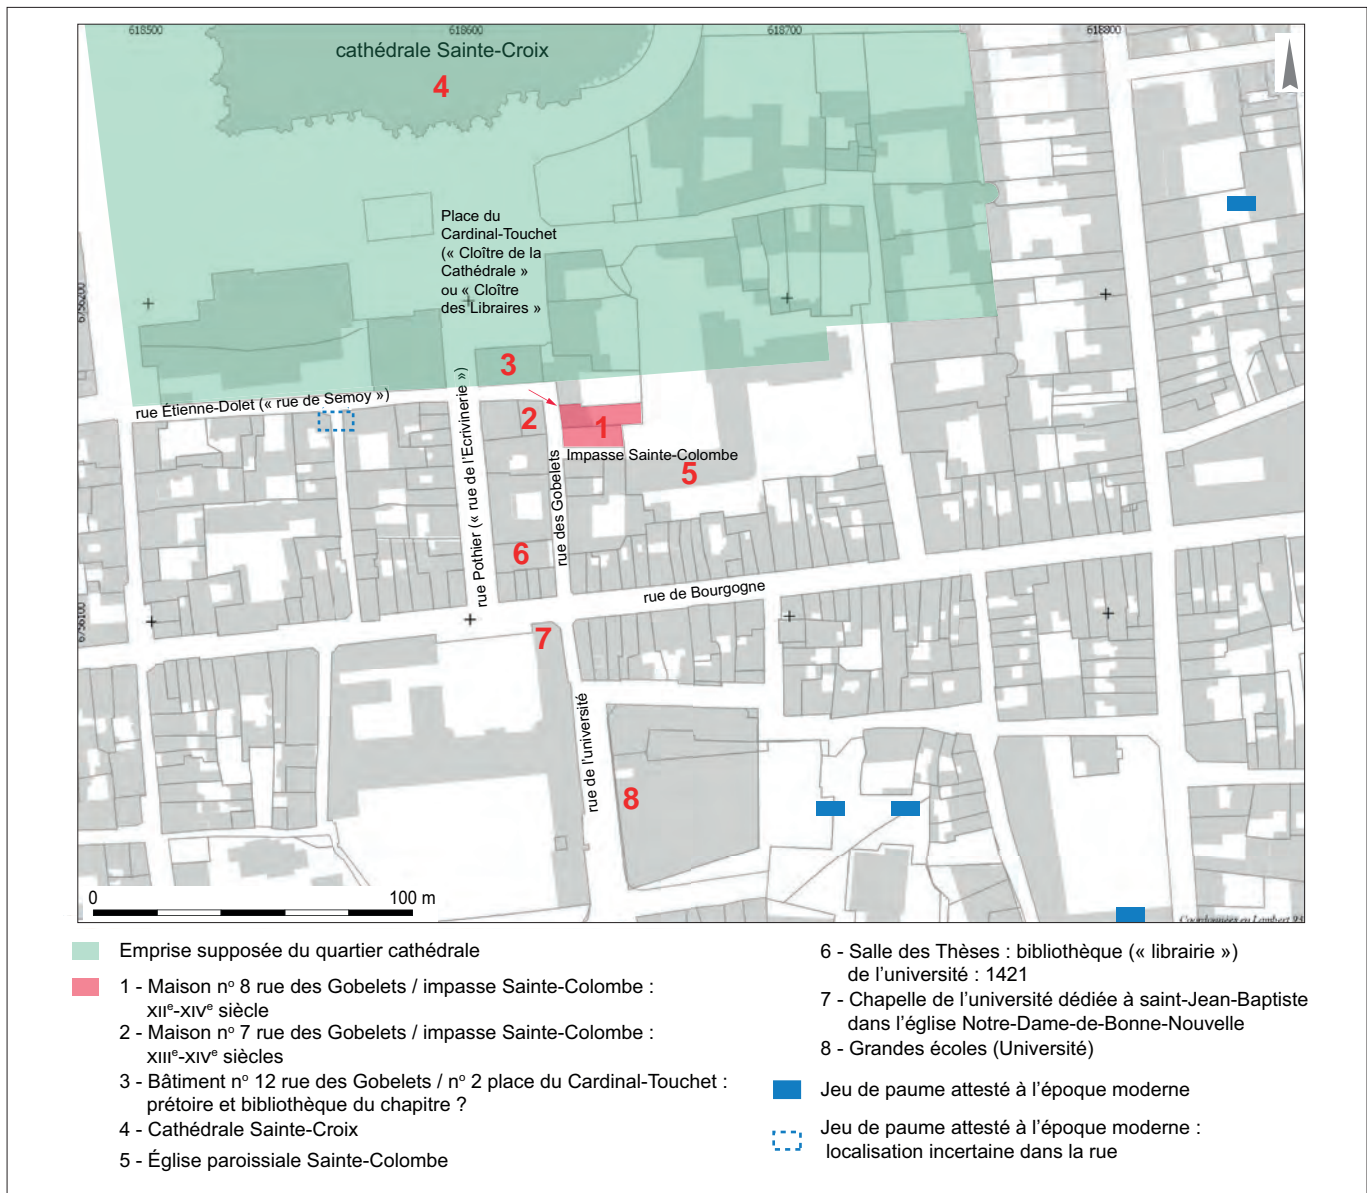 618500
618600
618700
618800
cathédrale Sainte-Croix
4
Place du
Cardinal-Touchet
(« Cloître de la
Cathédrale »
ou « Cloître
des Libraires »
6756200
3
rue Étienne-Dolet (« rue de Semoy »)
2
1
Impasse Sainte-Colombe
5
rue Pothier (« rue de l'Ecrivinerie »)
rue des Gobelets
6
rue de Bourgogne
6756100
7
rue de l'université
8
0
100 m
Coordonnées en Lambert 93
Emprise supposée du quartier cathédrale
1 - Maison nº 8 rue des Gobelets / impasse Sainte-Colombe :
XIIe-XIVe siècle
2 - Maison nº 7 rue des Gobelets / impasse Sainte-Colombe :
XIIIe-XIVe siècles
3 - Bâtiment nº 12 rue des Gobelets / nº 2 place du Cardinal-Touchet :
prétoire et bibliothèque du chapitre ?
4 - Cathédrale Sainte-Croix
5 - Église paroissiale Sainte-Colombe
6 - Salle des Thèses : bibliothèque (« librairie »)
de l'université : 1421
7 - Chapelle de l'université dédiée à saint-Jean-Baptiste
dans l'église Notre-Dame-de-Bonne-Nouvelle
8 - Grandes écoles (Université)
Jeu de paume attesté à l'époque moderne
Jeu de paume attesté à l'époque moderne :
localisation incertaine dans la rue